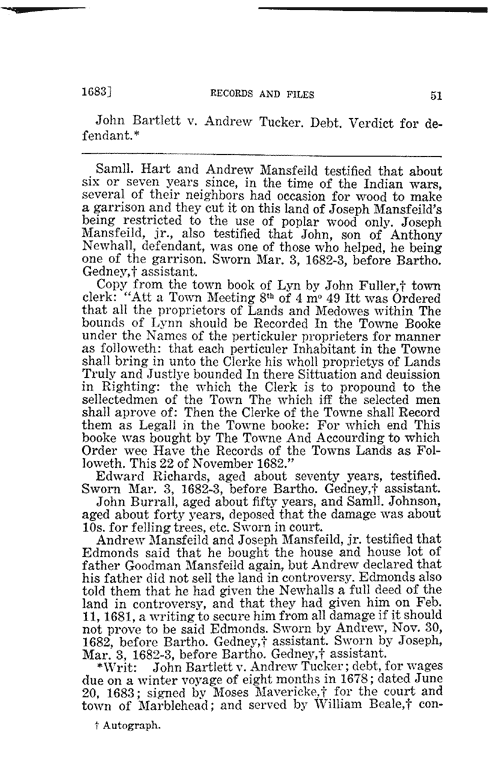 1683] RECORDS AND FILES 51
John Bartlett v. Andrew Tucker. Debt. Verdict for de-
fendant.*
Samll. Hart and Andrew Mansfeild testified that about
six or seven years since, in the time of the Indian wars,
several of their neighbors had occasion for wood to make
a garrison and they cut it on this land of Joseph Mansfeild's
being restricted to the use of poplar wood only. Joseph
Mansfeild, jr., also testified that John, son of Anthony
Newhall, defendant, was one of those who helped, he being
one of the garrison. Sworn Mar. 3, 1682-3, before Bartho.
Gedney,† assistant.
Copy from the town book of Lyn by John Fuller,† town
clerk: "Att a Town Meeting 8th of 4 mo 49 Itt was Ordered
that all the proprietors of Lands and Medowes within The
bounds of Lynn should be Recorded In the Towne Booke
under the Names of the pertickuler proprieters for manner
as followeth: that each perticuler Inhabitant in the Towne
shall bring in unto the Clerke his wholl proprietys of Lands
Truly and Justlye bounded In there Sittuation and deuission
in Righting: the which the Clerk is to propound to the
sellectedmen of the Town The which iff the selected men
shall aprove of: Then the Clerke of the Towne shall Record
them as Legall in the Towne booke: For which end This
booke was bought by The Towne And Accourding to which
Order wee Have the Records of the Towns Lands as Fol-
loweth. This 22 of November 1682."
Edward Richards, aged about seventy years, testified.
Sworn Mar. 3, 1682-3, before Bartho. Gedney,† assistant.
John Burrall, aged about fifty years, and Samll. Johnson,
aged about forty years, deposed that the damage was about
10s. for felling trees, etc. Sworn in court.
Andrew Mansfeild and Joseph Mansfeild, jr. testified that
Edmonds said that he bought the house and house lot of
father Goodman Mansfeild again, but Andrew declared that
his father did not sell the land in controversy. Edmonds also
told them that he had given the Newhalls a full deed of the
land in controversy, and that they had given him on Feb.
11, 1681, a writing to secure him from all damage if it should
not prove to be said Edmonds. Sworn by Andrew, Nov. 30,
1682, before Bartho. Gedney,† assistant. Sworn by Joseph,
Mar. 3, 1682-3, before Bartho. Gedney,† assistant.
*Writ: John Bartlett v. Andrew Tucker; debt, for wages
due on a winter voyage of eight months in 1678; dated June
20, 1683; signed by Moses Mavericke,† for the court and
town of Marblehead; and served by William Beale,† con-
† Autograph.